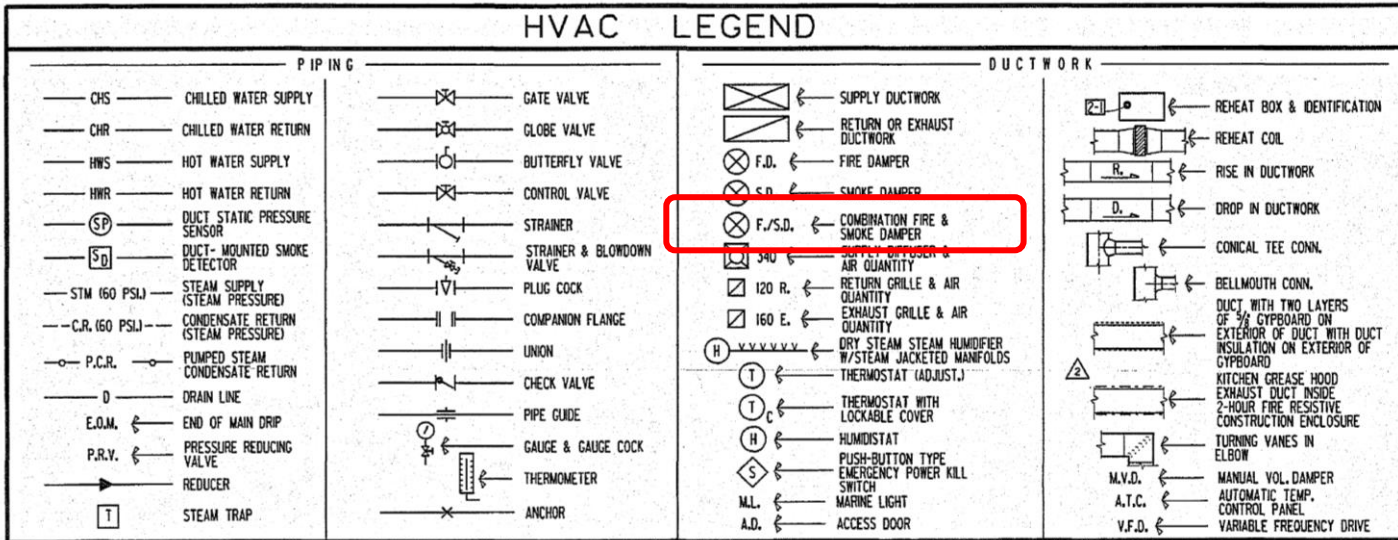 HVAC LEGEND
PIPING
CHS CHILLED WATER SUPPLY
CHR CHILLED WATER RETURN
HWS HOT WATER SUPPLY
HWR HOT WATER RETURN
SP DUCT STATIC PRESSURE
SENSOR
SD DUCT- MOUNTED SMOKE
DETECTOR
STM (60 PSI.) STEAM SUPPLY
(STEAM PRESSURE)
C.R. (60 PSI.) CONDENSATE RETURN
(STEAM PRESSURE)
P.C.R. PUMPED STEAM
CONDENSATE RETURN
D DRAIN LINE
E.O.M. END OF MAIN DRIP
P.R.V. PRESSURE REDUCING
VALVE
REDUCER
T STEAM TRAP
GATE VALVE
GLOBE VALVE
BUTTERFLY VALVE
CONTROL VALVE
STRAINER
STRAINER & BLOWDOWN
VALVE
PLUG COCK
COMPANION FLANGE
UNION
CHECK VALVE
PIPE GUIDE
GAUGE & GAUGE COCK
THERMOMETER
ANCHOR
DUCTWORK
SUPPLY DUCTWORK
RETURN OR EXHAUST
DUCTWORK
F.D. FIRE DAMPER
S.D. SMOKE DAMPER
F./S.D. COMBINATION FIRE &
SMOKE DAMPER
340 SUPPLY DIFFUSER &
AIR QUANTITY
120 R. RETURN GRILLE & AIR
QUANTITY
160 E. EXHAUST GRILLE & AIR
QUANTITY
H DRY STEAM STEAM HUMIDIFIER
W/STEAM JACKETED MANIFOLDS
T THERMOSTAT (ADJUST.)
T C THERMOSTAT WITH
LOCKABLE COVER
H HUMIDISTAT
S PUSH-BUTTON TYPE
EMERGENCY POWER KILL
SWITCH
M.L. MARINE LIGHT
A.D. ACCESS DOOR
2-1 REHEAT BOX & IDENTIFICATION
REHEAT COIL
R. RISE IN DUCTWORK
D. DROP IN DUCTWORK
CONICAL TEE CONN.
BELLMOUTH CONN.
DUCT WITH TWO LAYERS
OF 5/8 GYPBOARD ON
EXTERIOR OF DUCT WITH DUCT
INSULATION ON EXTERIOR OF
GYPBOARD
2
KITCHEN GREASE HOOD
EXHAUST DUCT INSIDE
2-HOUR FIRE RESISTIVE
CONSTRUCTION ENCLOSURE
TURNING VANES IN
ELBOW
M.V.D. MANUAL VOL. DAMPER
A.T.C. AUTOMATIC TEMP.
CONTROL PANEL
V.F.D. VARIABLE FREQUENCY DRIVE